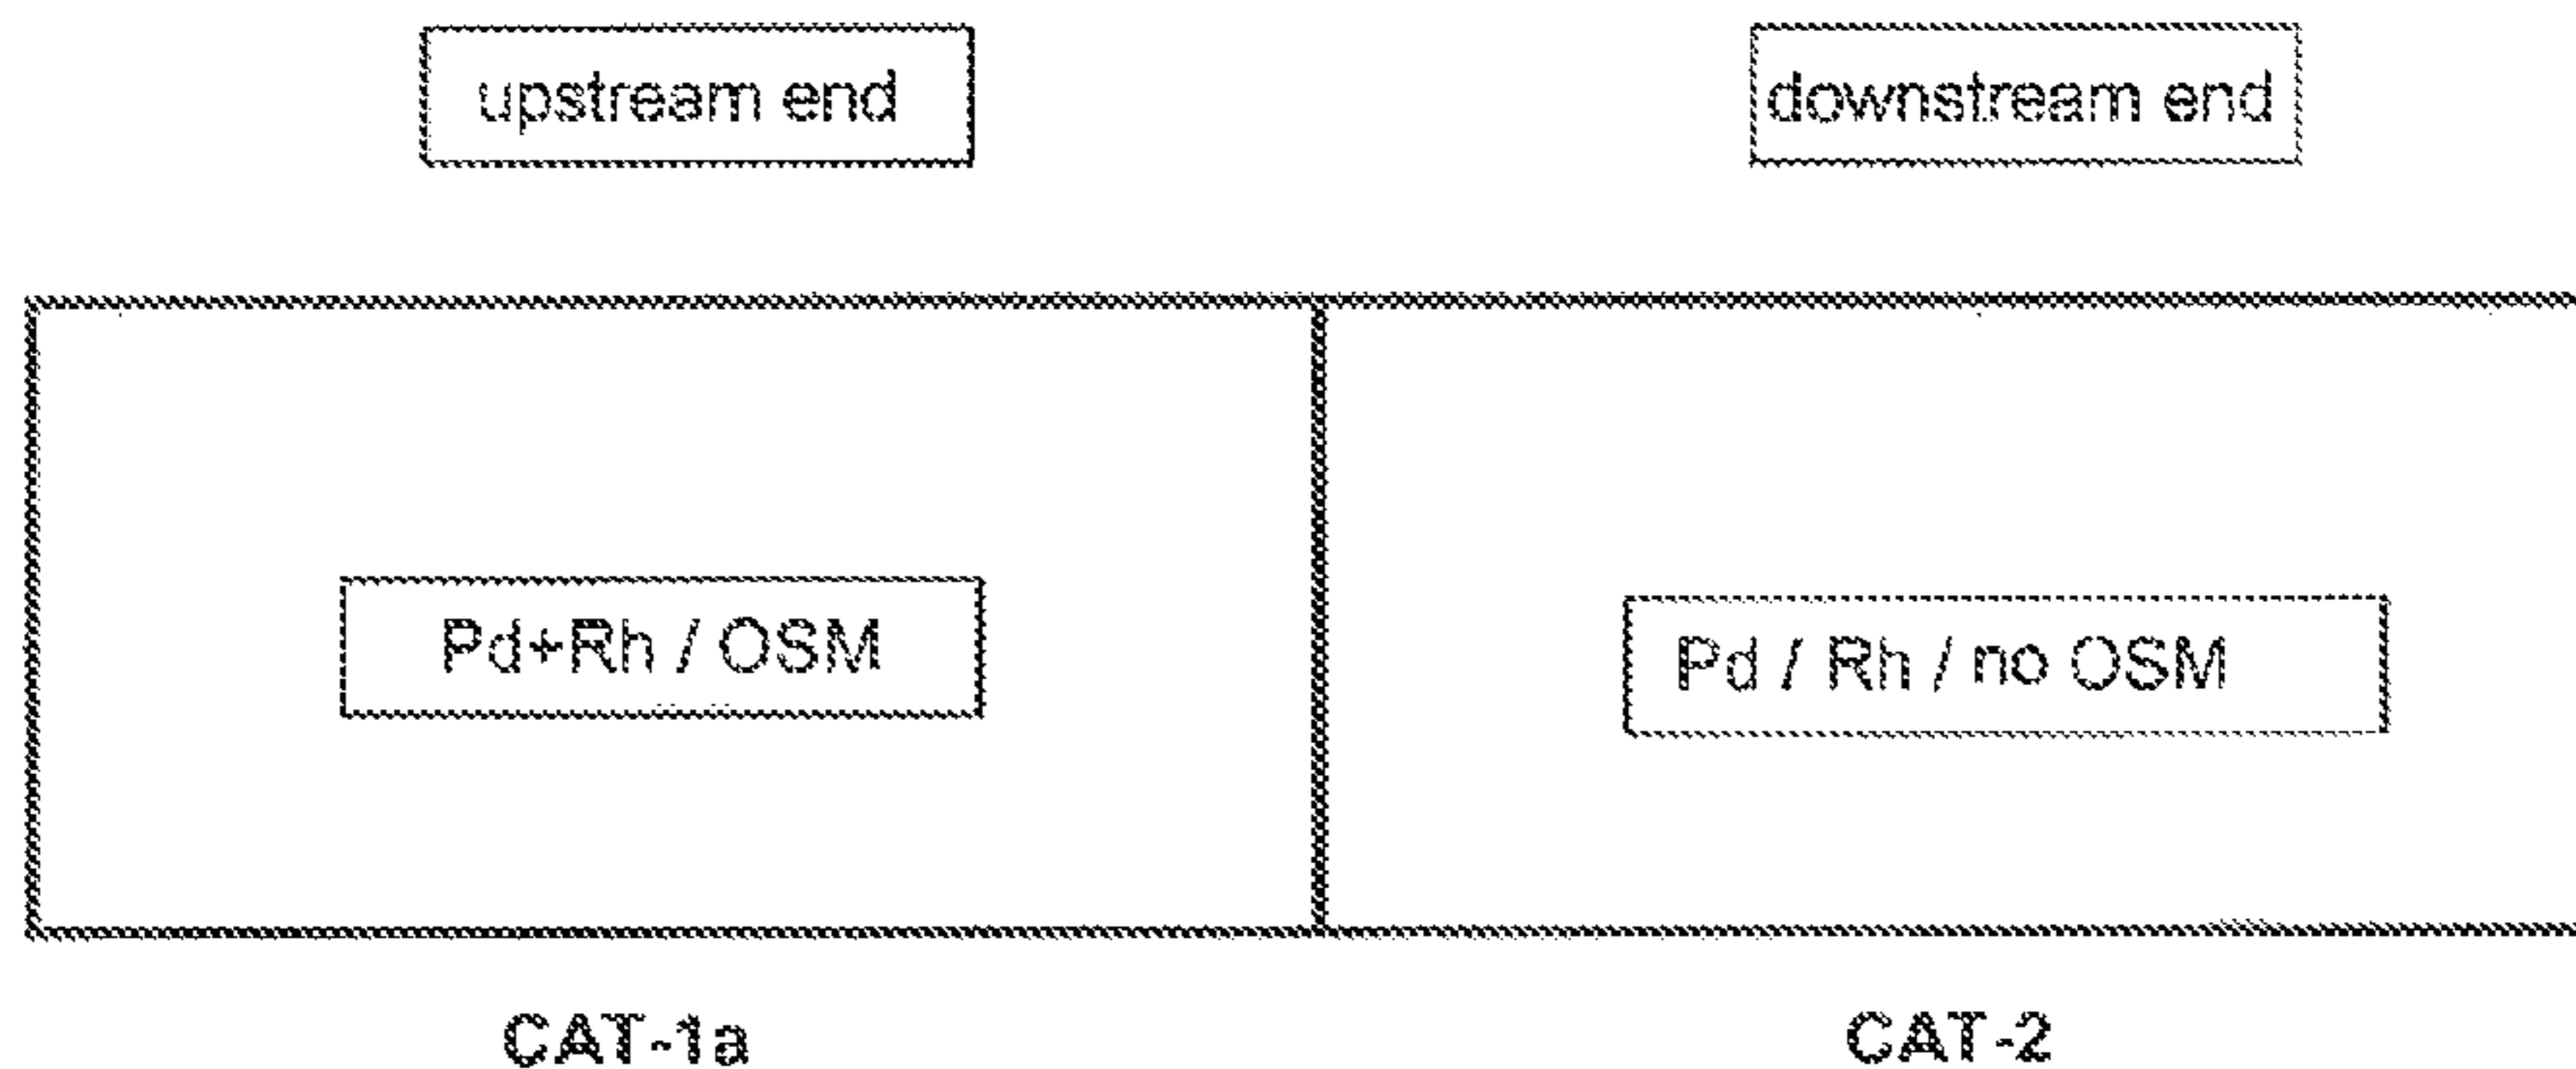 upstream end
downstream end
Pd+Rh / OSM
Pd / Rh / no OSM
CAT-1a
CAT-2